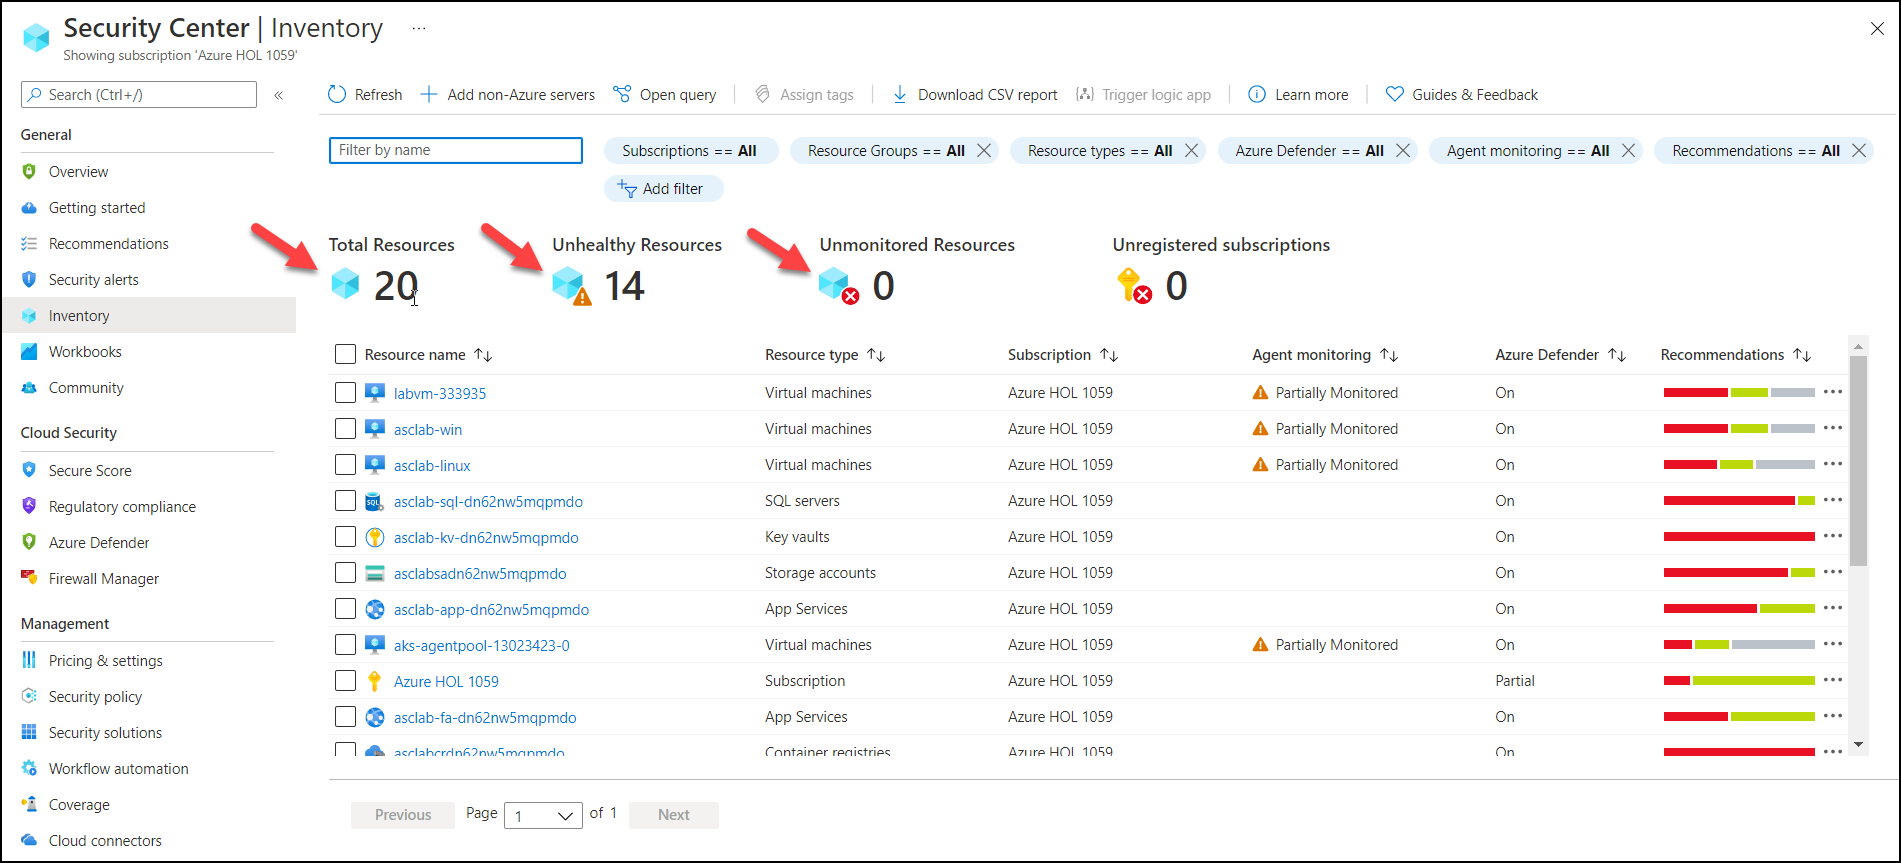 Security Center | Inventory ...
Showing subscription 'Azure HOL 1059'
Search (Ctrl+/) «
Refresh Add non-Azure servers Open query Assign tags Download CSV report Trigger logic app Learn more Guides & Feedback
General
Overview
Getting started
Recommendations
Security alerts
Inventory
Workbooks
Community
Cloud Security
Secure Score
Regulatory compliance
Azure Defender
Firewall Manager
Management
Pricing & settings
Security policy
Security solutions
Workflow automation
Coverage
Cloud connectors
Filter by name
Subscriptions == All Resource Groups == All Resource types == All Azure Defender == All Agent monitoring == All Recommendations == All
Add filter
Total Resources Unhealthy Resources Unmonitored Resources Unregistered subscriptions
20 14 0 0
Resource name Resource type Subscription Agent monitoring Azure Defender Recommendations
labvm-333935 Virtual machines Azure HOL 1059 Partially Monitored On
asclab-win Virtual machines Azure HOL 1059 Partially Monitored On
asclab-linux Virtual machines Azure HOL 1059 Partially Monitored On
SQL asclab-sql-dn62nw5mqpmdo SQL servers Azure HOL 1059 On
asclab-kv-dn62nw5mqpmdo Key vaults Azure HOL 1059 On
asclabsadn62nw5mqpmdo Storage accounts Azure HOL 1059 On
asclab-app-dn62nw5mqpmdo App Services Azure HOL 1059 On
aks-agentpool-13023423-0 Virtual machines Azure HOL 1059 Partially Monitored On
Azure HOL 1059 Subscription Azure HOL 1059 Partial
asclab-fa-dn62nw5mqpmdo App Services Azure HOL 1059 On
asclabcrdn62nw5mqpmdo Container registries Azure HOL 1059 On
Previous Page 1 of 1 Next